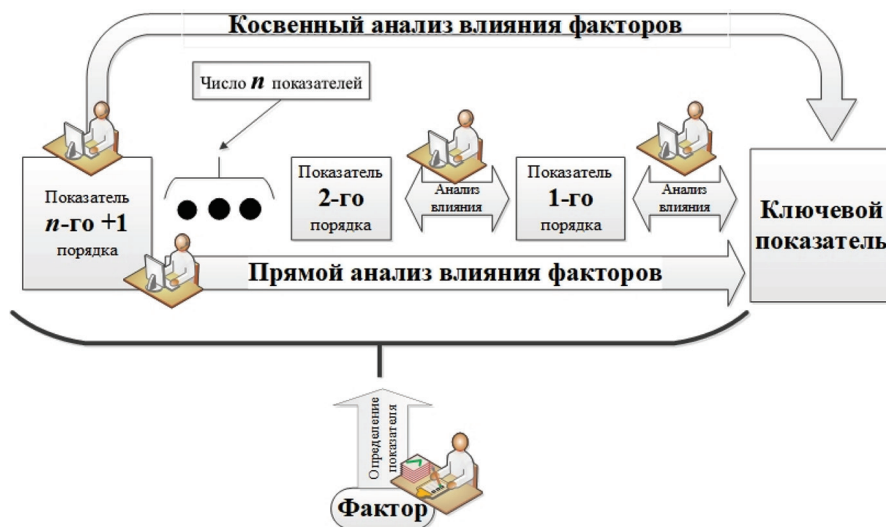 Косвенный анализ влияния факторов
Число n показателей
Показатель
n-го +1
порядка
Показатель
2-го
порядка
Анализ
влияния
Показатель
1-го
порядка
Анализ
влияния
Ключевой
показатель
Прямой анализ влияния факторов
Определение
показателя
Фактор